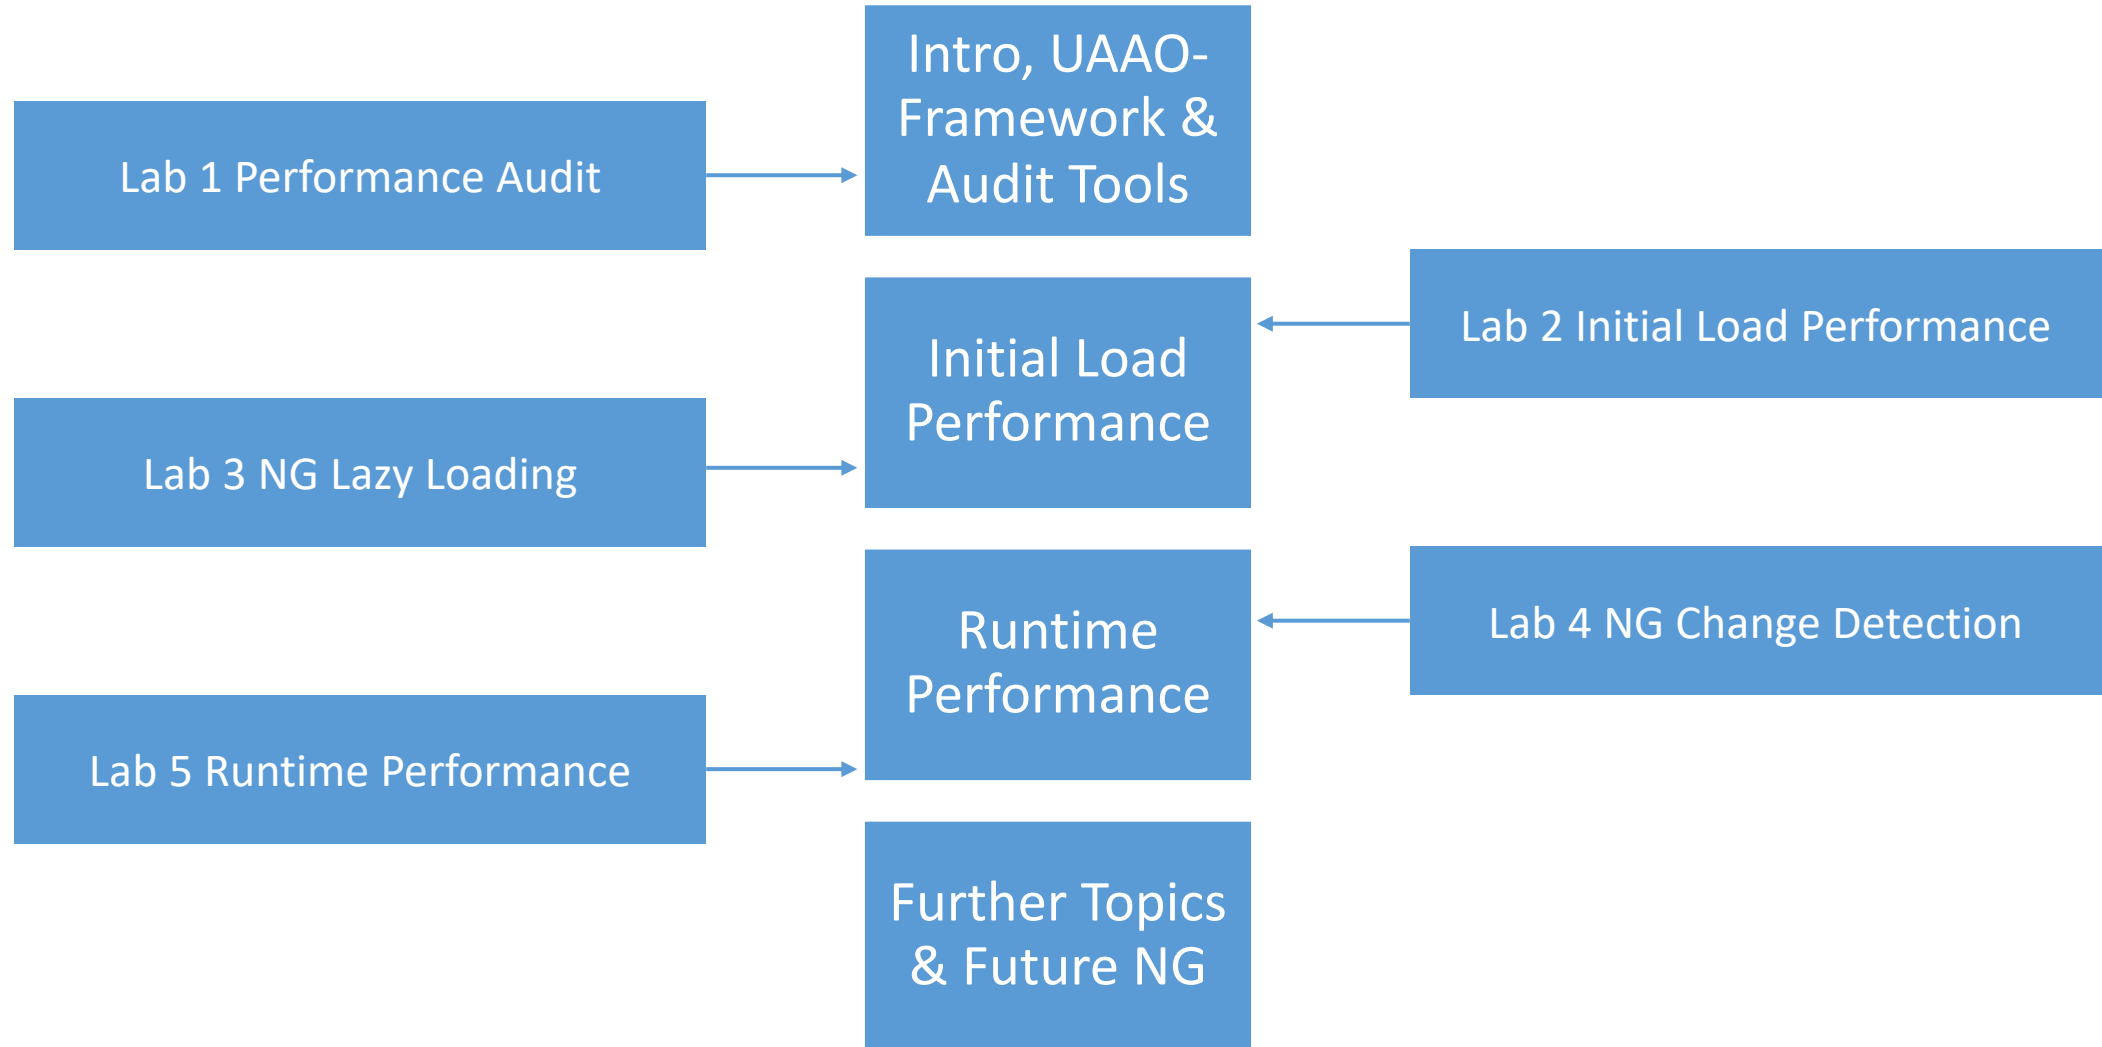 Intro, UAAO-
Framework &
Audit Tools
Lab 1 Performance Audit
Initial Load
Performance
Lab 2 Initial Load Performance
Lab 3 NG Lazy Loading
Runtime
Performance
Lab 4 NG Change Detection
Lab 5 Runtime Performance
Further Topics
& Future NG